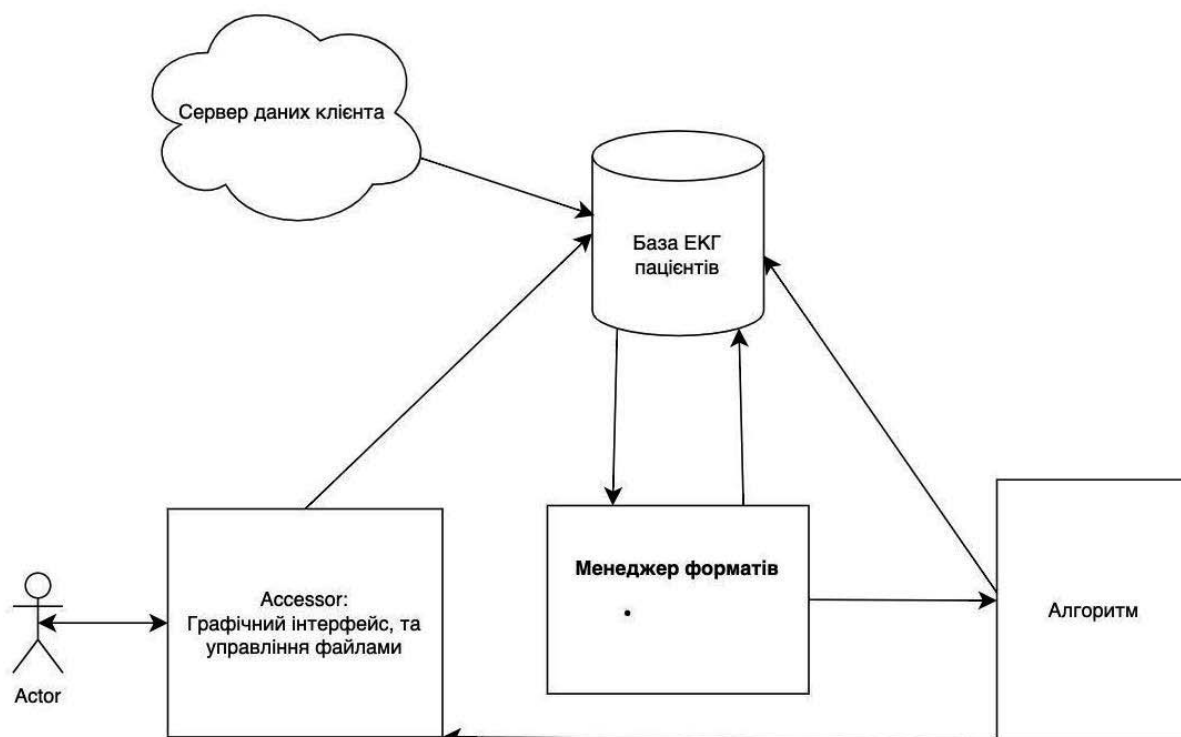 Сервер даних клієнта
База ЕКГ
пацієнтів
Менеджер форматів
•
Accessor:
Графічний інтерфейс, та
управління файлами
Алгоритм
Actor